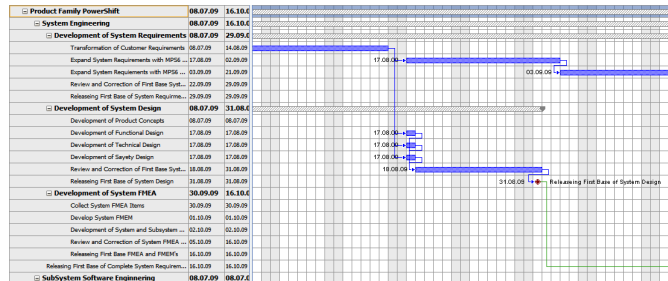 Product Family PowerShift 08.07.09 16.10.0
System Engineering 08.07.09 16.10.0
Development of System Requirements 08.07.09 29.09.0
Transformation of Customer Requirements 08.07.09 14.08.09
Expand System Requirements with MPS6 ... 17.08.09 02.09.09 17.08.09
Expand System Requirements with MPS6 ... 03.09.09 21.09.09 03.09.09
Review and Correction of First Base Syst... 22.09.09 29.09.09
Releaseing First Base of System Requirme... 29.09.09 29.09.09
Development of System Design 08.07.09 31.08.0
Development of Product Concepts 08.07.09 08.07.09
Development of Functional Design 17.08.09 17.08.09 17.08.09
Development of Technical Design 17.08.09 17.08.09 17.08.09
Development of Sayety Design 17.08.09 17.08.09 17.08.09
Review and Correction of First Base Syst... 18.08.09 31.08.09 18.08.09
Releaseing First Base of System Design 31.08.09 31.08.09 31.08.09 Releaseing First Base of System Design
Development of System FMEA 30.09.09 16.10.0
Collect System FMEA Items 30.09.09 30.09.09
Develop System FMEM 01.10.09 01.10.09
Development of System and Subsystem ... 02.10.09 02.10.09
Review and Correction of System FMEA ... 05.10.09 16.10.09
Releaseing First Base FMEA and FMEM's 16.10.09 16.10.09
Releasing First Base of Complete System Requirem... 16.10.09 16.10.09
SubSystem Software Enginnering 08.07.09 08.07.0